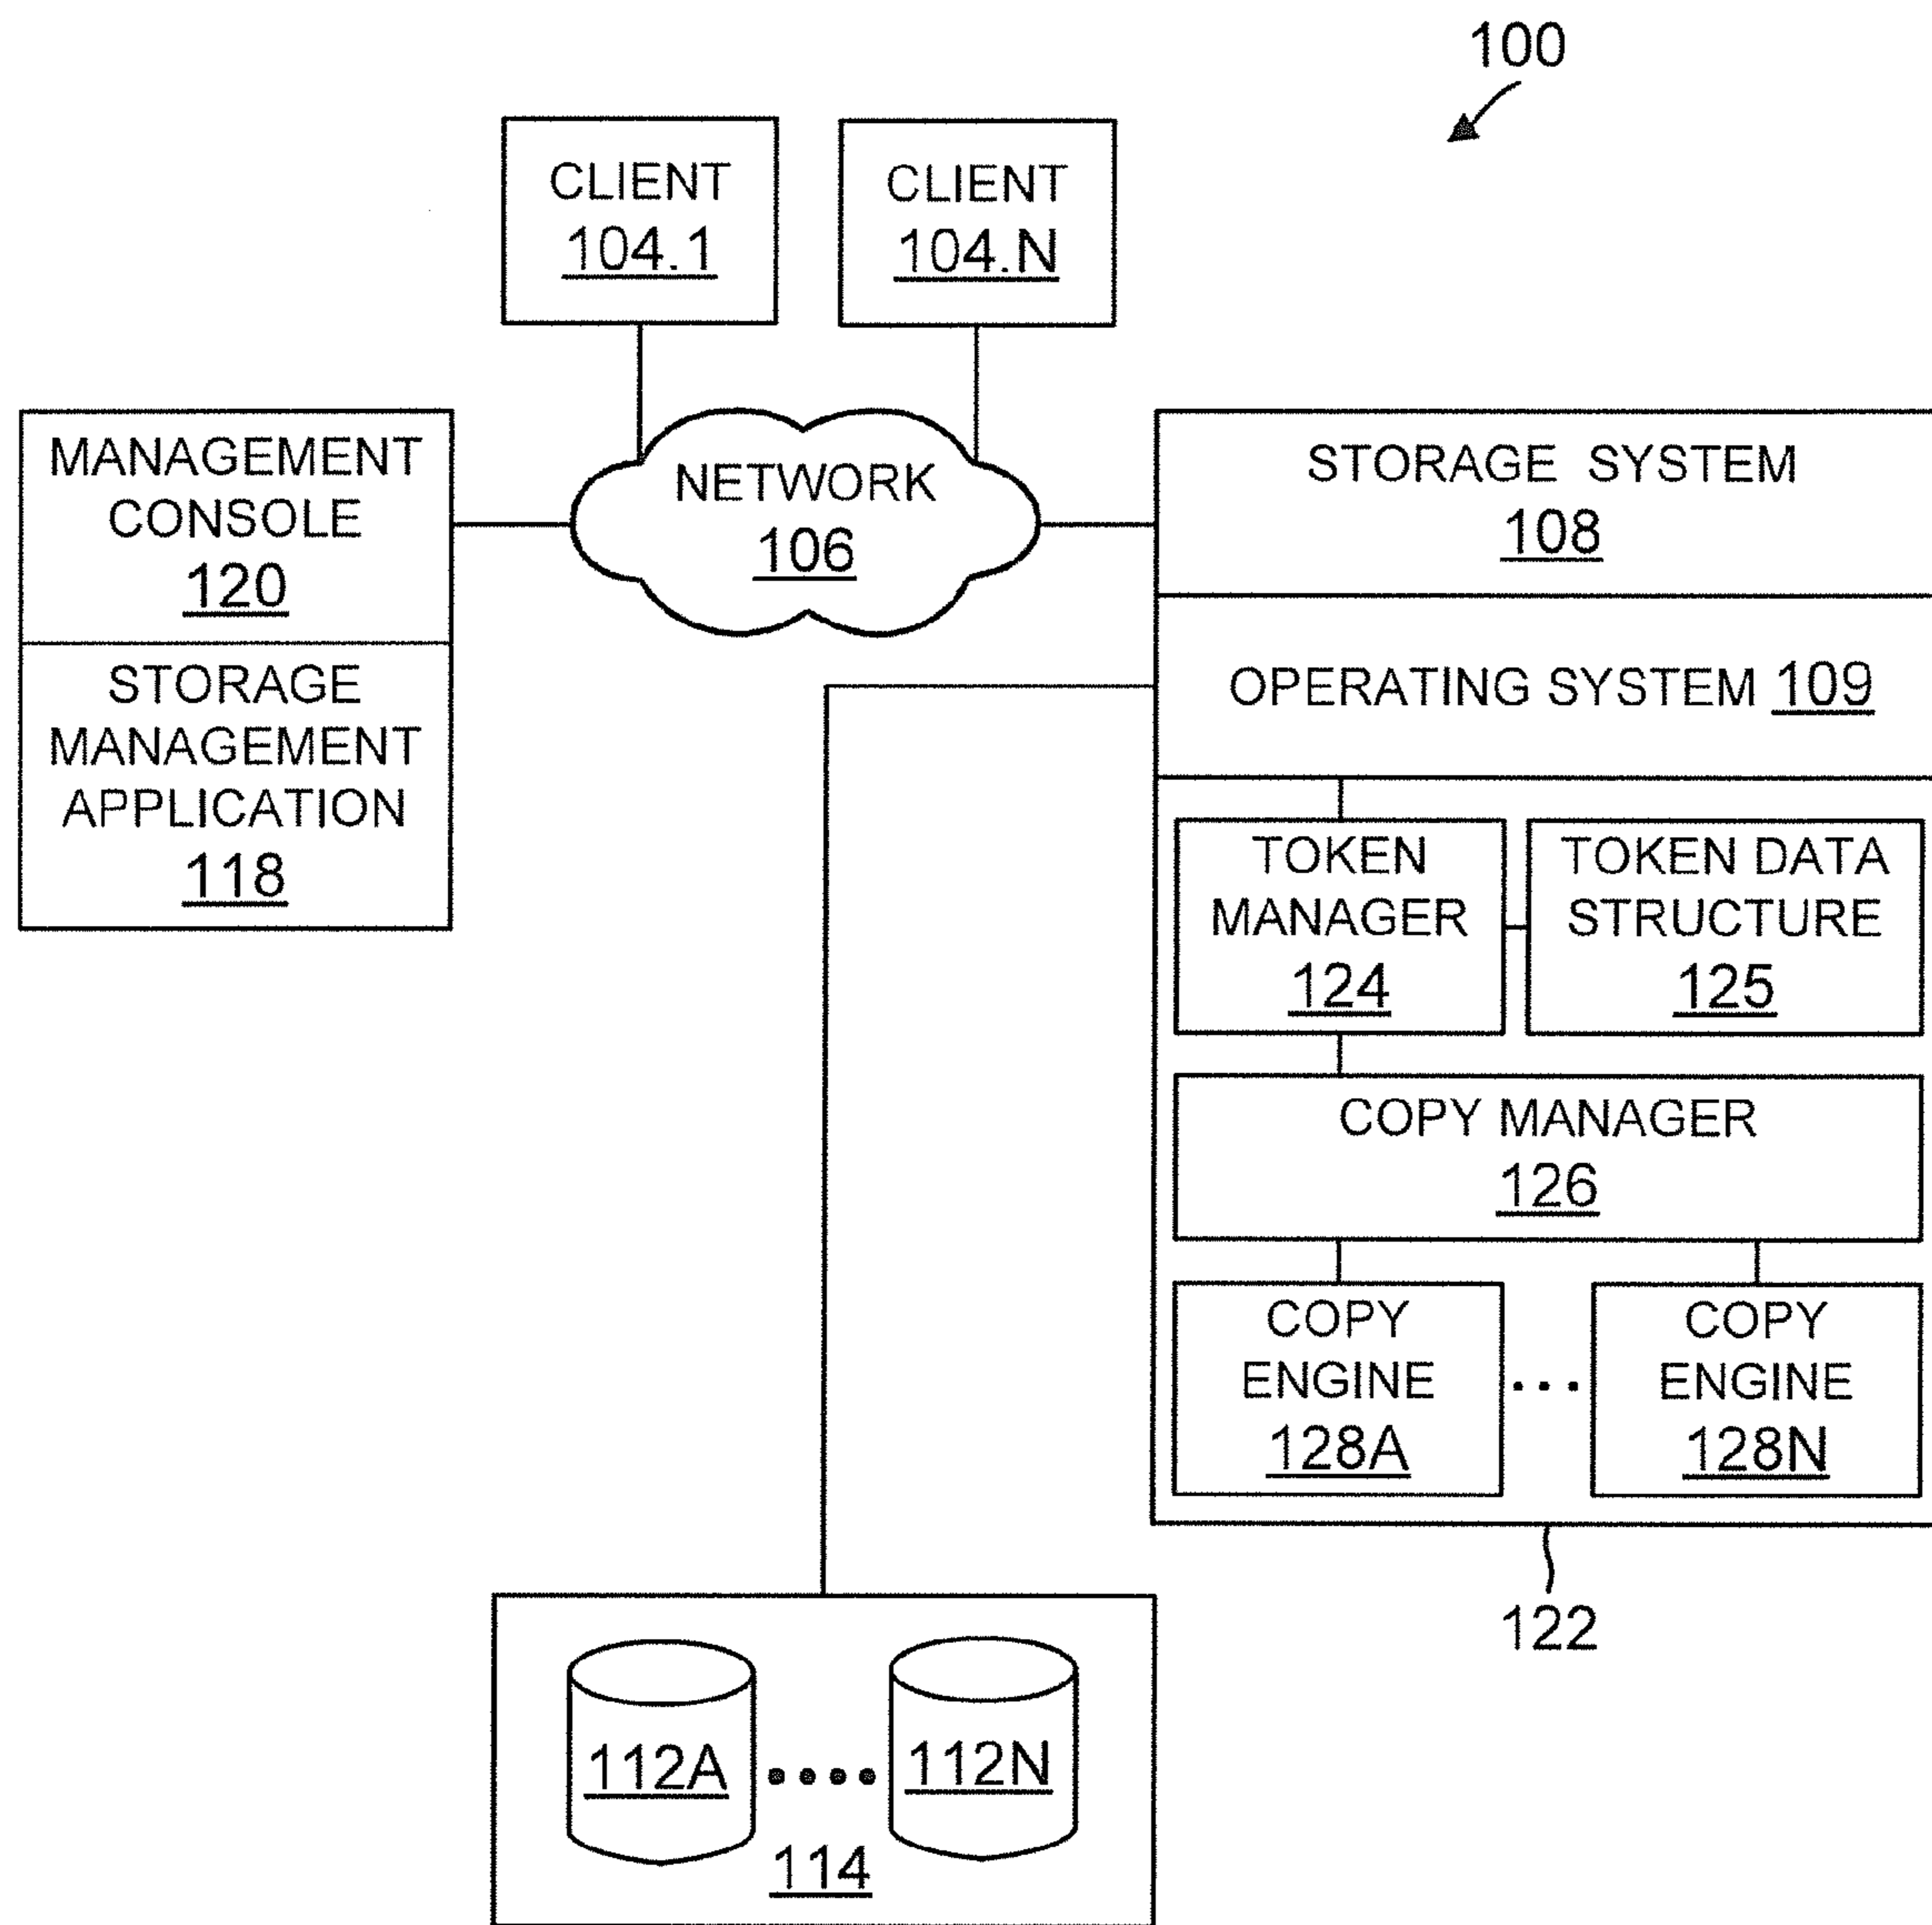 100
CLIENT
104.1
CLIENT
104.N
MANAGEMENT
CONSOLE
120
STORAGE
MANAGEMENT
APPLICATION
118
NETWORK
106
STORAGE SYSTEM
108
OPERATING SYSTEM 109
TOKEN
MANAGER
124
TOKEN DATA
STRUCTURE
125
COPY MANAGER
126
COPY
ENGINE
128A
...
COPY
ENGINE
128N
122
112A
....
112N
114